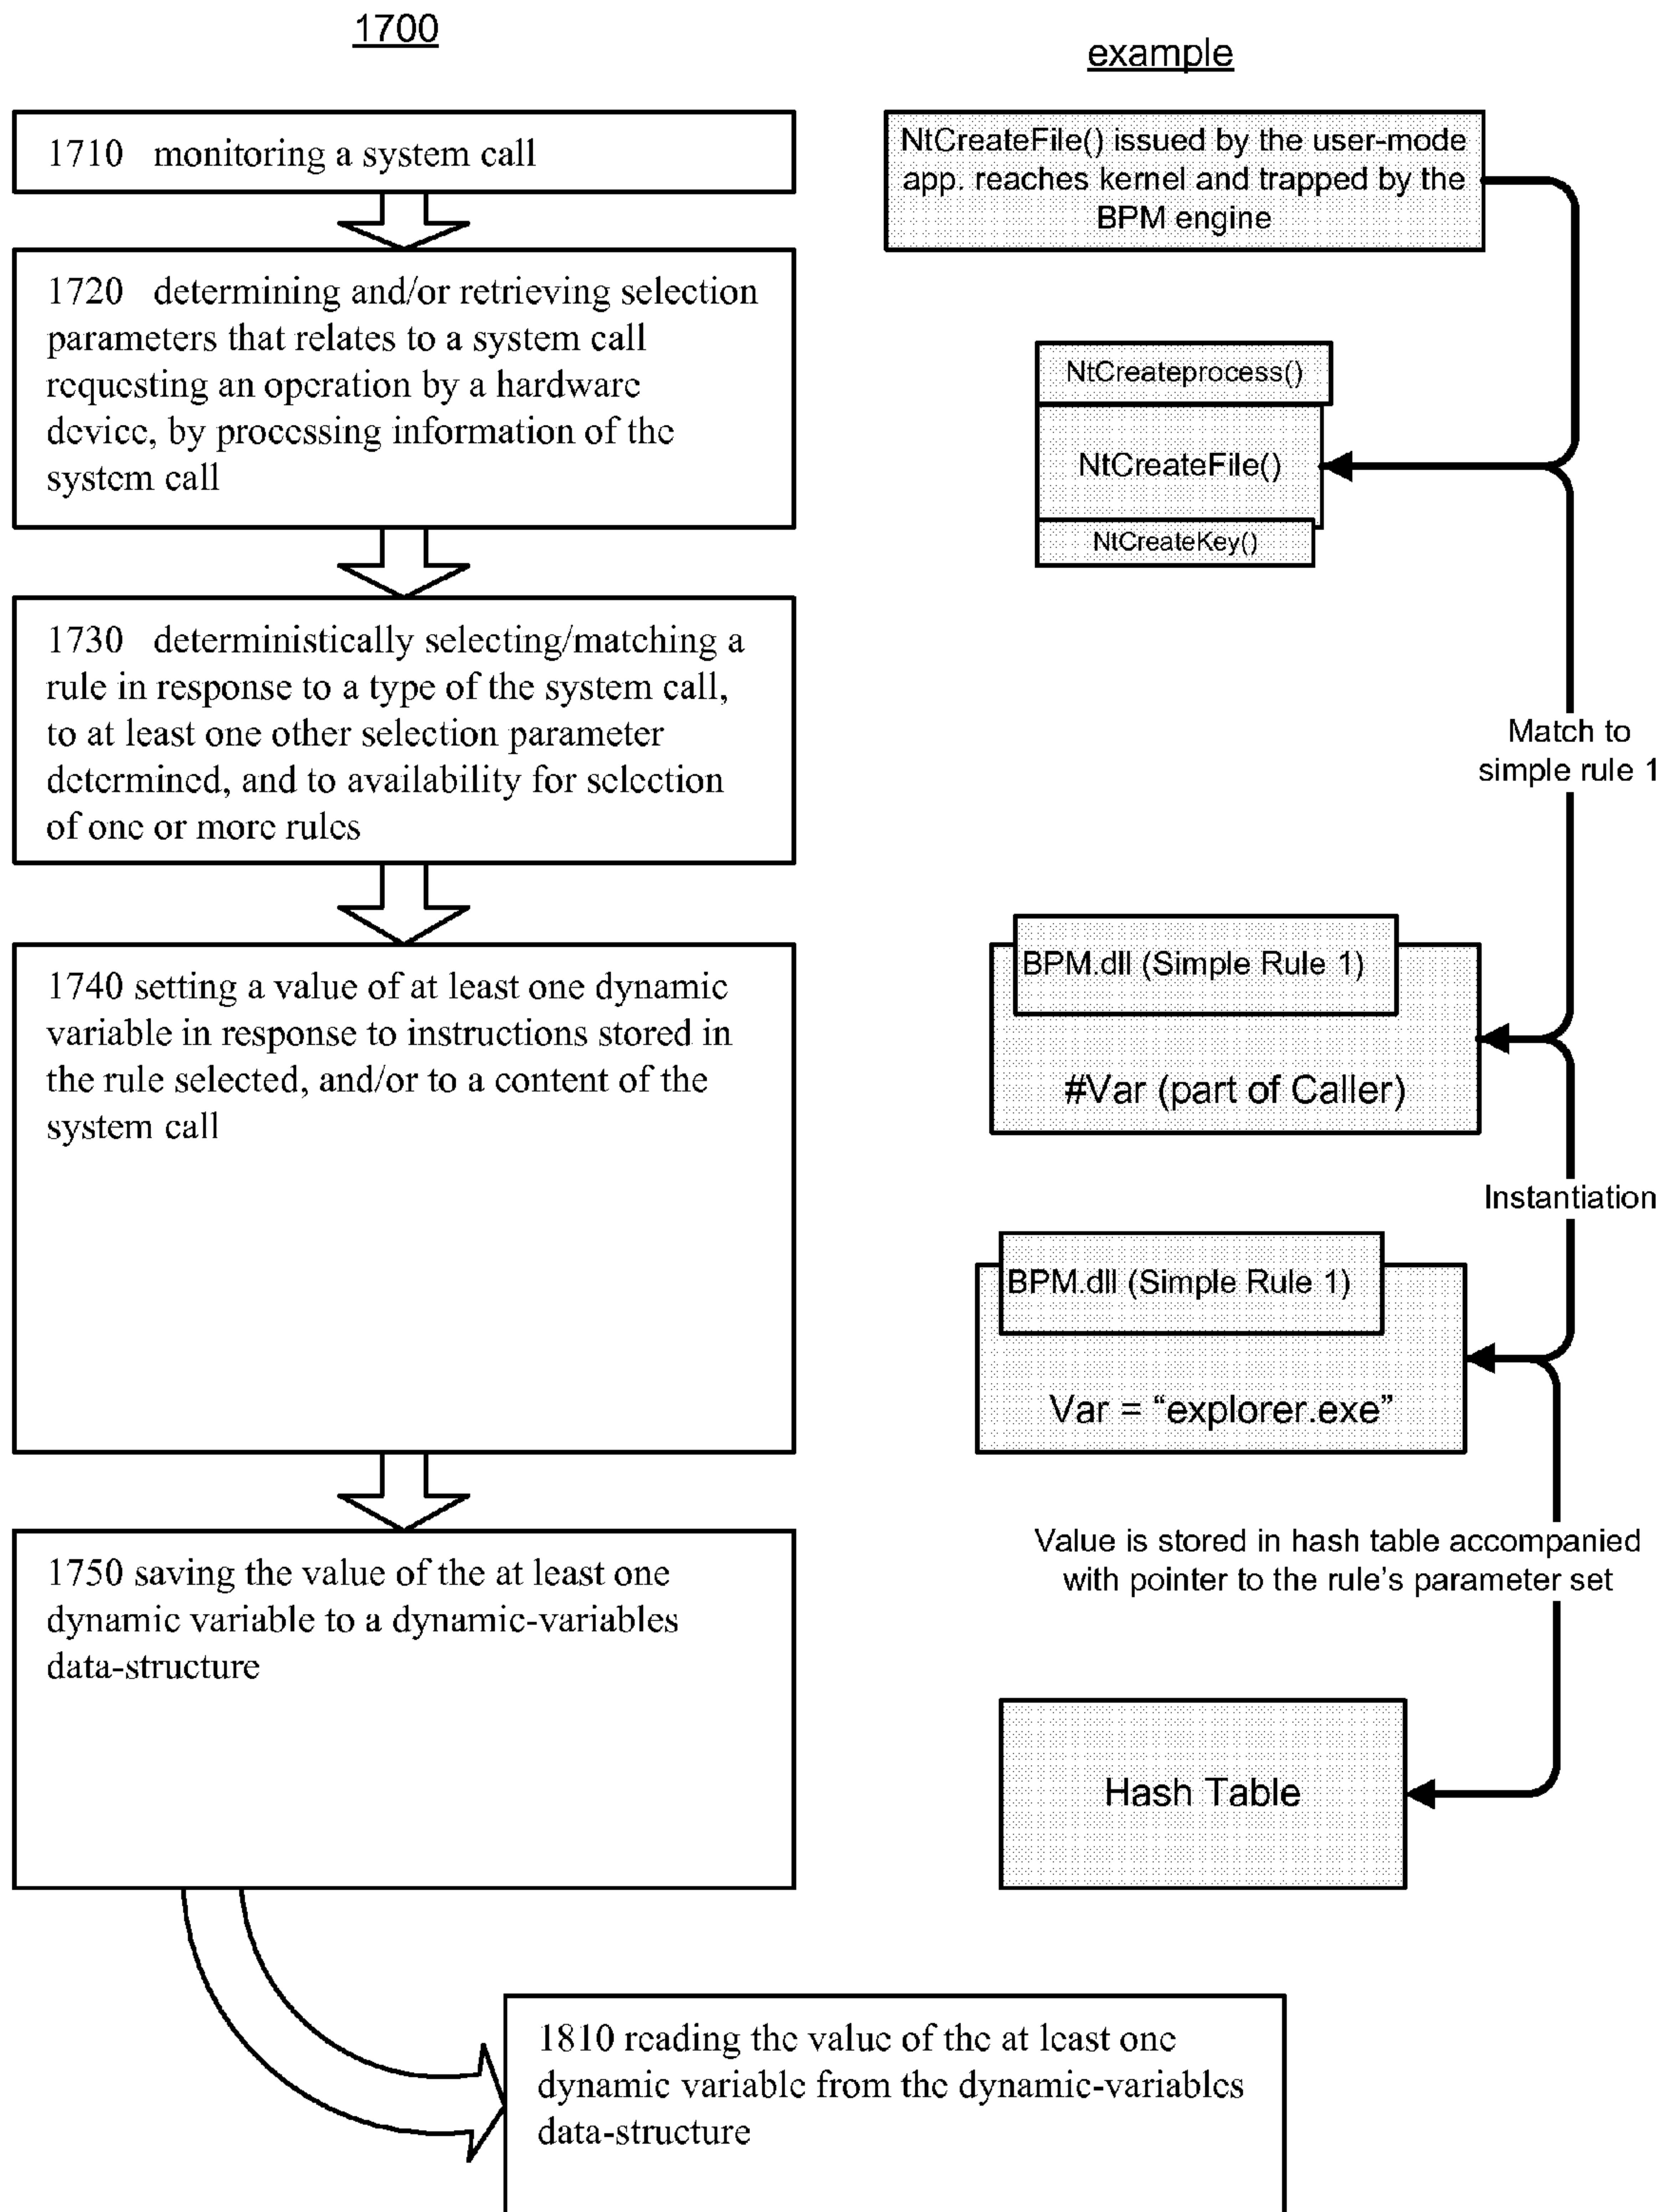 1700
1710 monitoring a system call
1720 determining and/or retrieving selection
parameters that relates to a system call
requesting an operation by a hardware
device, by processing information of the
system call
1730 deterministically selecting/matching a
rule in response to a type of the system call,
to at least one other selection parameter
determined, and to availability for selection
of one or more rules
1740 setting a value of at least one dynamic
variable in response to instructions stored in
the rule selected, and/or to a content of the
system call
1750 saving the value of the at least one
dynamic variable to a dynamic-variables
data-structure
1810 reading the value of the at least one
dynamic variable from the dynamic-variables
data-structure
example
NtCreateFile() issued by the user-mode
app. reaches kernel and trapped by the
BPM engine
NtCreateprocess()
NtCreateFile()
NtCreateKey()
Match to
simple rule 1
BPM.dll (Simple Rule 1)
#Var (part of Caller)
Instantiation
BPM.dll (Simple Rule 1)
Var = “explorer.exe”
Value is stored in hash table accompanied
with pointer to the rule’s parameter set
Hash Table